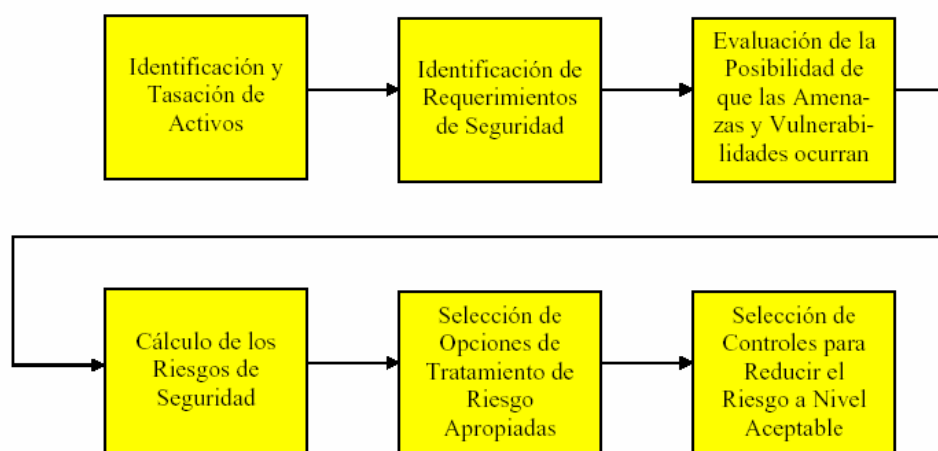 Identificación y
Tasación de
Activos
Identificación de
Requerimientos
de Seguridad
Evaluación de la
Posibilidad de
que las Amena-
zas y Vulnerabi-
lidades ocurran
Cálculo de los
Riesgos de
Seguridad
Selección de
Opciones de
Tratamiento de
Riesgo
Apropiadas
Selección de
Controles para
Reducir el
Riesgo a Nivel
Aceptable